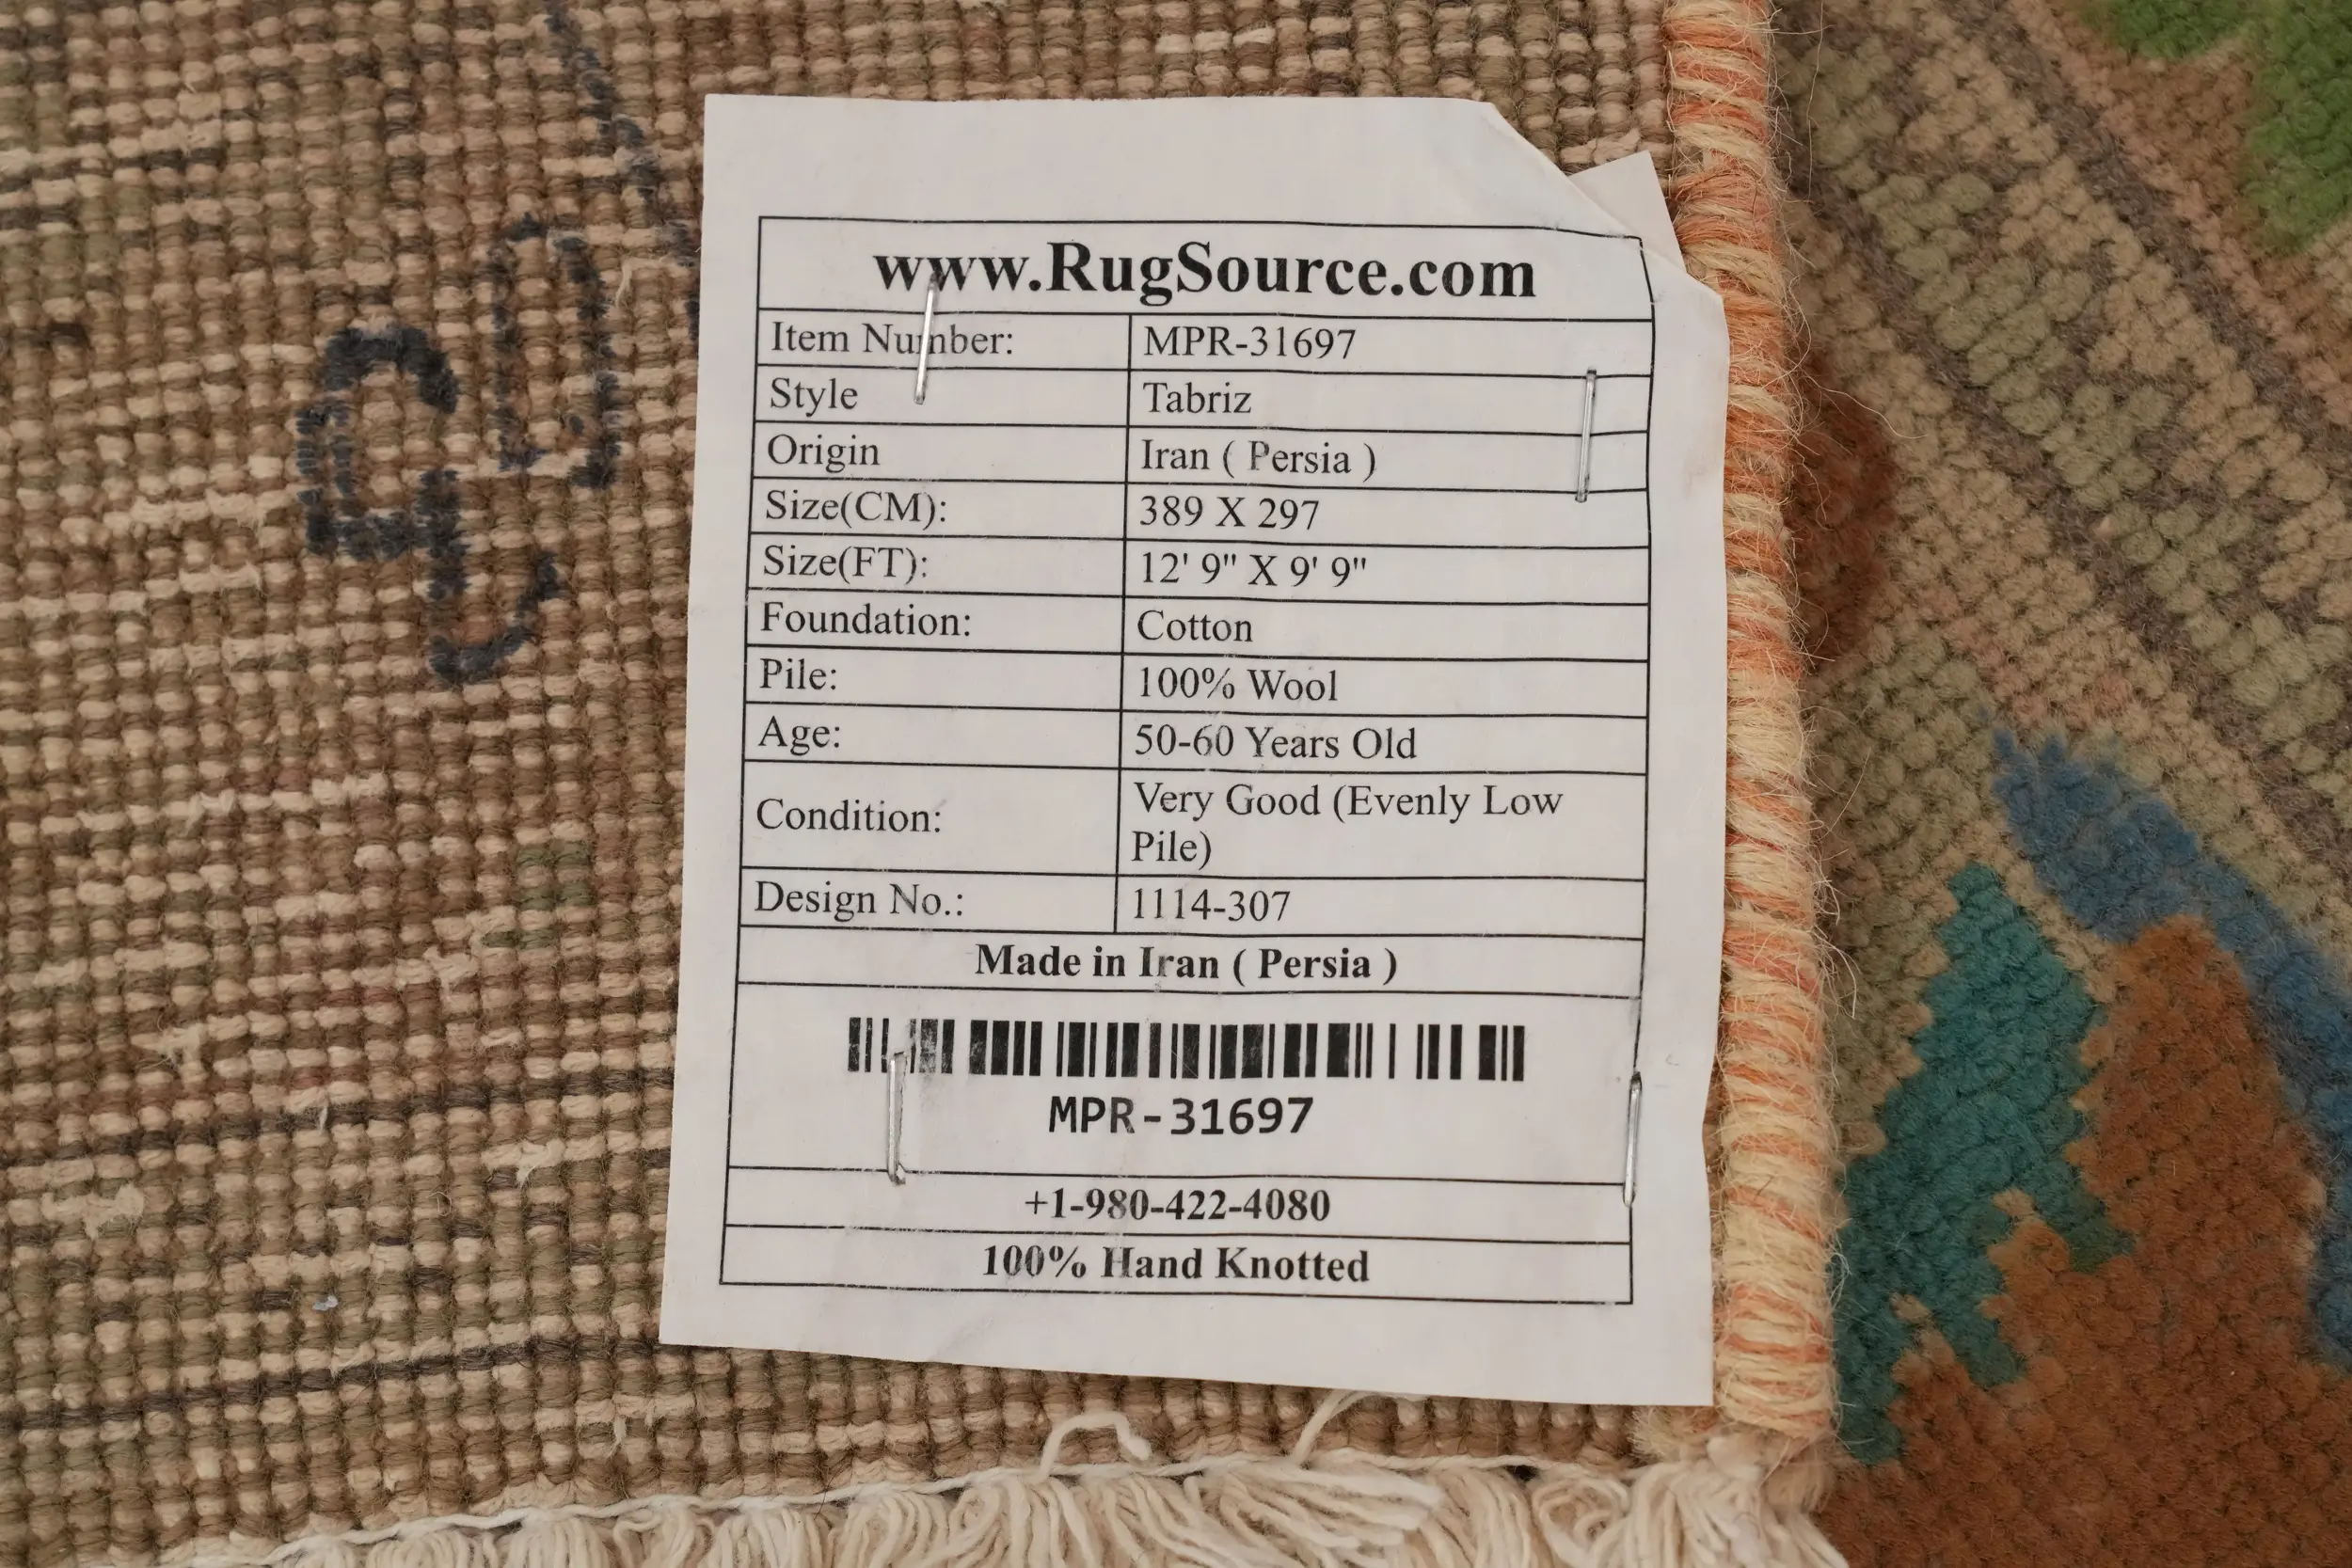 www.RugSource.com
Item Number: MPR-31697
Style Tabriz
Origin Iran ( Persia )
Size(CM): 389 X 297
Size(FT): 12' 9" X 9' 9"
Foundation: Cotton
Pile: 100% Wool
Age: 50-60 Years Old
Condition: Very Good (Evenly Low
Pile)
Design No.: 1114-307
Made in Iran ( Persia )
MPR-31697
+1-980-422-4080
100% Hand Knotted